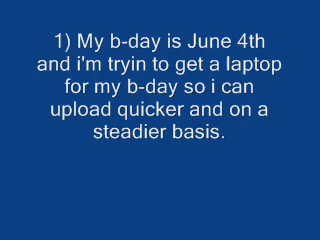 1) My b-day is June 4th
and i'm tryin to get a laptop
for my b-day so i can
upload quicker and on a
steadier basis.